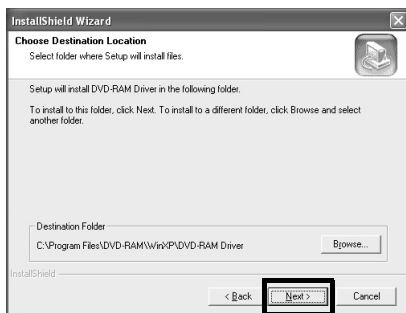 InstallShield Wizard
Choose Destination Location
Select folder where Setup will install files.
Setup will install DVD-RAM Driver in the following folder.
To install to this folder, click Next. To install to a different folder, click Browse and select
another folder.
Destination Folder
C:\Program Files\DVD-RAM\WinXP\DVD-RAM Driver
Browse...
InstallShield
< Back
Next >
Cancel